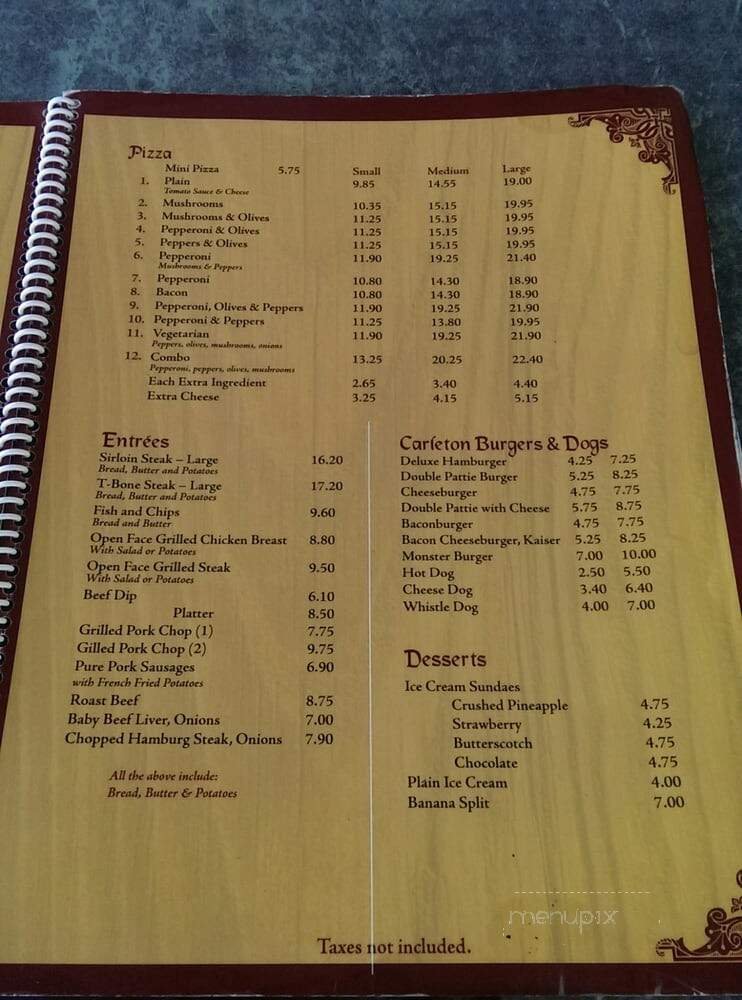 Pizza
Mini Pizza 5.75 Small Medium Large
1. Plain 9.85 14.55 19.00
Tomato Sauce & Cheese
2. Mushrooms 10.35 15.15 19.95
3. Mushrooms & Olives 11.25 15.15 19.95
4. Pepperoni & Olives 11.25 15.15 19.95
5. Peppers & Olives 11.25 15.15 19.95
6. Pepperoni 11.90 19.25 21.40
Mushrooms & Peppers
7. Pepperoni 10.80 14.30 18.90
8. Bacon 10.80 14.30 18.90
9. Pepperoni, Olives & Peppers 11.90 19.25 21.90
10. Pepperoni & Peppers 11.25 13.80 19.95
11. Vegetarian 11.90 19.25 21.90
Peppers, olives, mushrooms, onions
12. Combo 13.25 20.25 22.40
Pepperoni, peppers, olives, mushrooms
Each Extra Ingredient 2.65 3.40 4.40
Extra Cheese 3.25 4.15 5.15
Entrées
Sirloin Steak – Large 16.20
Bread, Butter and Potatoes
T-Bone Steak – Large 17.20
Bread, Butter and Potatoes
Fish and Chips 9.60
Bread and Butter
Open Face Grilled Chicken Breast 8.80
With Salad or Potatoes
Open Face Grilled Steak 9.50
With Salad or Potatoes
Beef Dip 6.10
Platter 8.50
Grilled Pork Chop (1) 7.75
Gilled Pork Chop (2) 9.75
Pure Pork Sausages 6.90
with French Fried Potatoes
Roast Beef 8.75
Baby Beef Liver, Onions 7.00
Chopped Hamburg Steak, Onions 7.90
All the above include:
Bread, Butter & Potatoes
Carleton Burgers & Dogs
Deluxe Hamburger 4.25 7.25
Double Pattie Burger 5.25 8.25
Cheeseburger 4.75 7.75
Double Pattie with Cheese 5.75 8.75
Baconburger 4.75 7.75
Bacon Cheeseburger, Kaiser 5.25 8.25
Monster Burger 7.00 10.00
Hot Dog 2.50 5.50
Cheese Dog 3.40 6.40
Whistle Dog 4.00 7.00
Desserts
Ice Cream Sundaes
Crushed Pineapple 4.75
Strawberry 4.25
Butterscotch 4.75
Chocolate 4.75
Plain Ice Cream 4.00
Banana Split 7.00
menupix
Taxes not included.